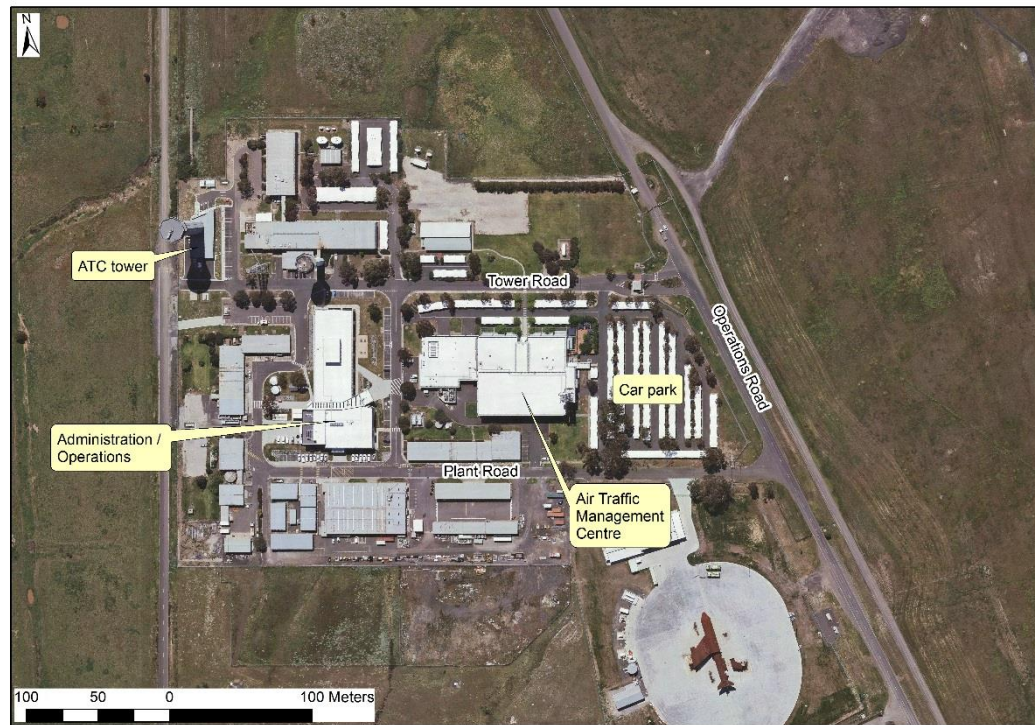 N
ATC tower
Tower Road
Operations Road
Car park
Administration /
Operations
Plant Road
Air Traffic
Management
Centre
100 50 0 100 Meters